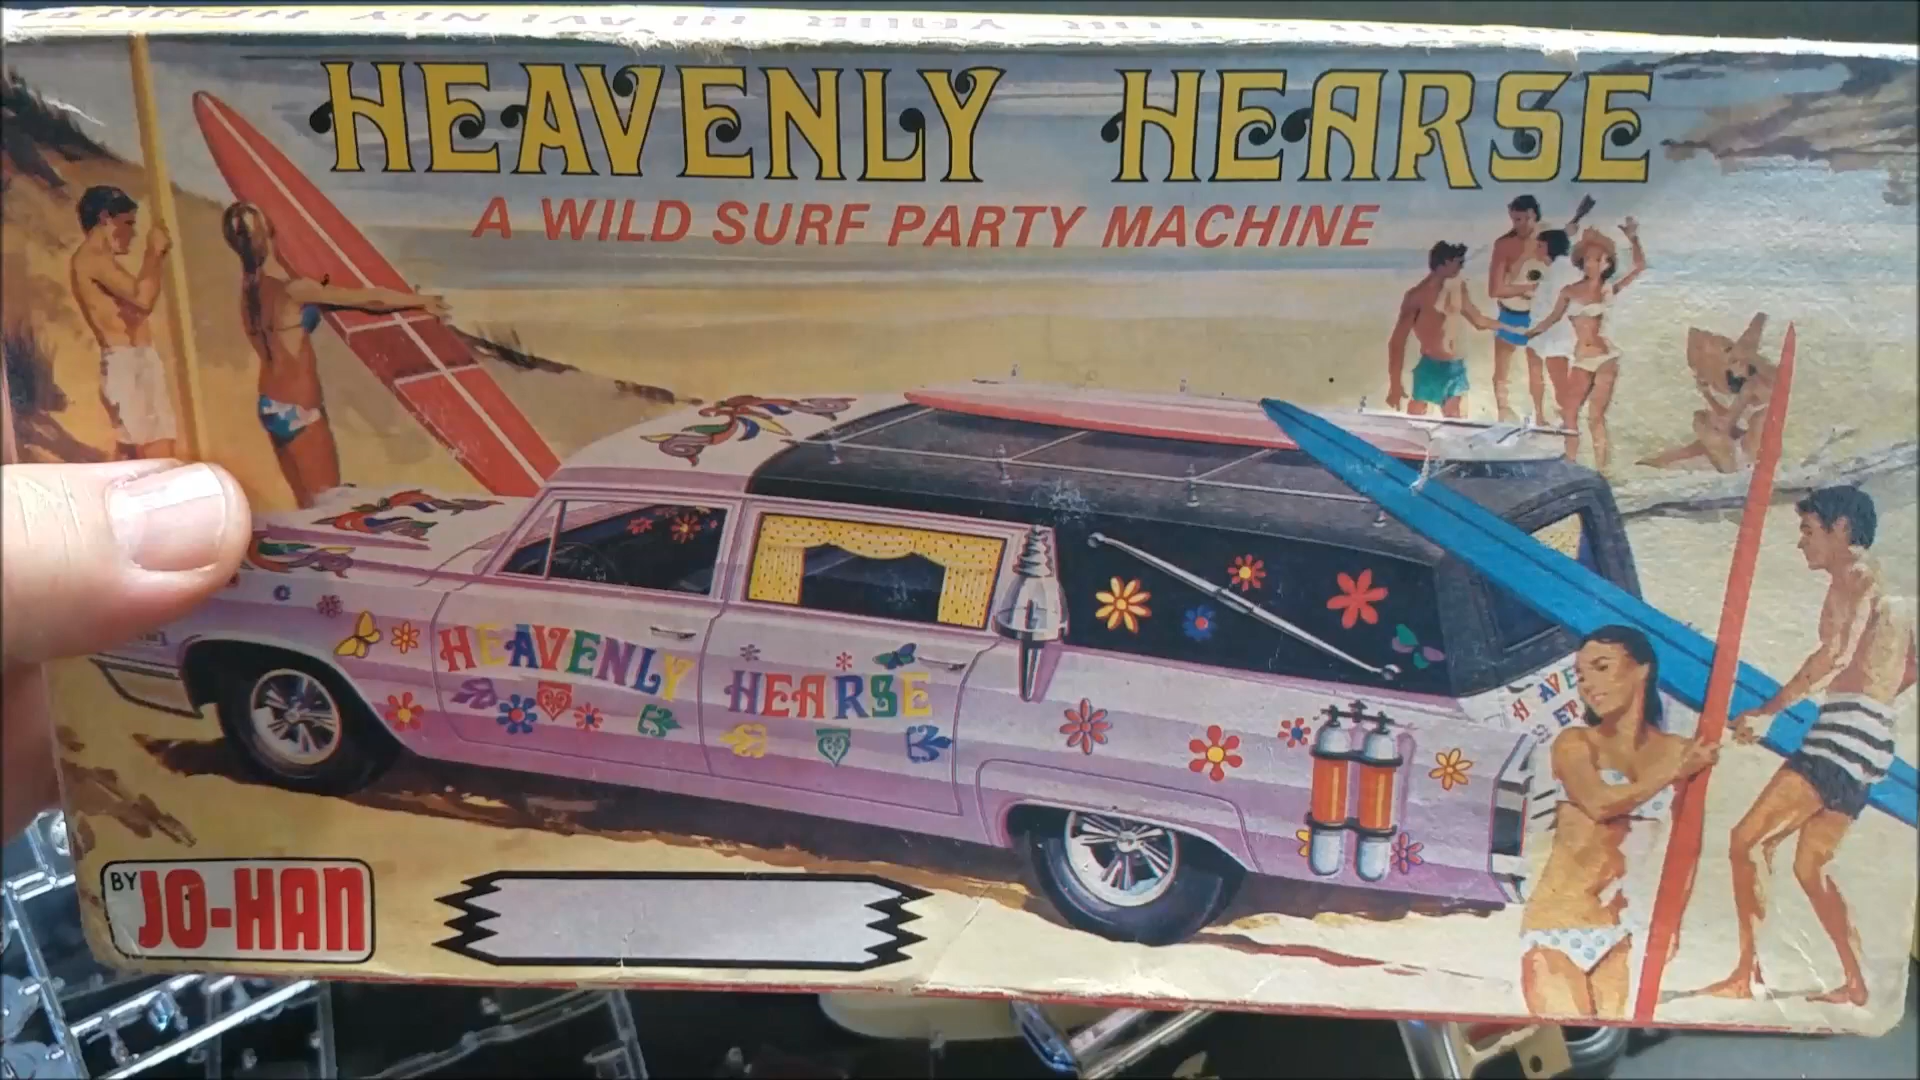 HEAVENLY HEARSE
A WILD SURF PARTY MACHINE
HEAVENLY HEARSE
BY JO-HAN